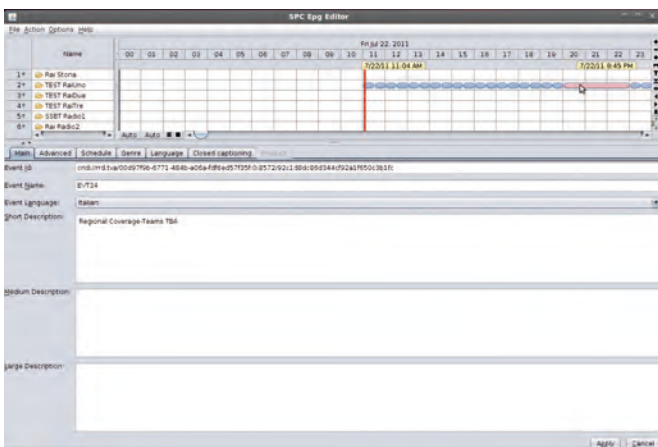 SPC Epg Editor
File Action Options Help
Fri Jul 22, 2011
Name
00 01 02 03 04 05 06 07 08 09 10 11 12 13 14 15 16 17 18 19 20 21 22 23
7/22/11 11:04 AM 7/22/11 8:45 PM
1+ Rai Storia
2+ TEST RaiUno
3+ TEST RaiDue
4+ TEST RaiTre
5+ SSBT Radio1
6+ Rai Radio2
Auto Auto
Main Advanced Schedule Genre Language Closed captioning Product
Event Id:
Event Name: EVT24
Event Language: Italian
Short Description: Regional Coverage-Teams TBA
Medium Description:
Large Description:
Apply Cancel